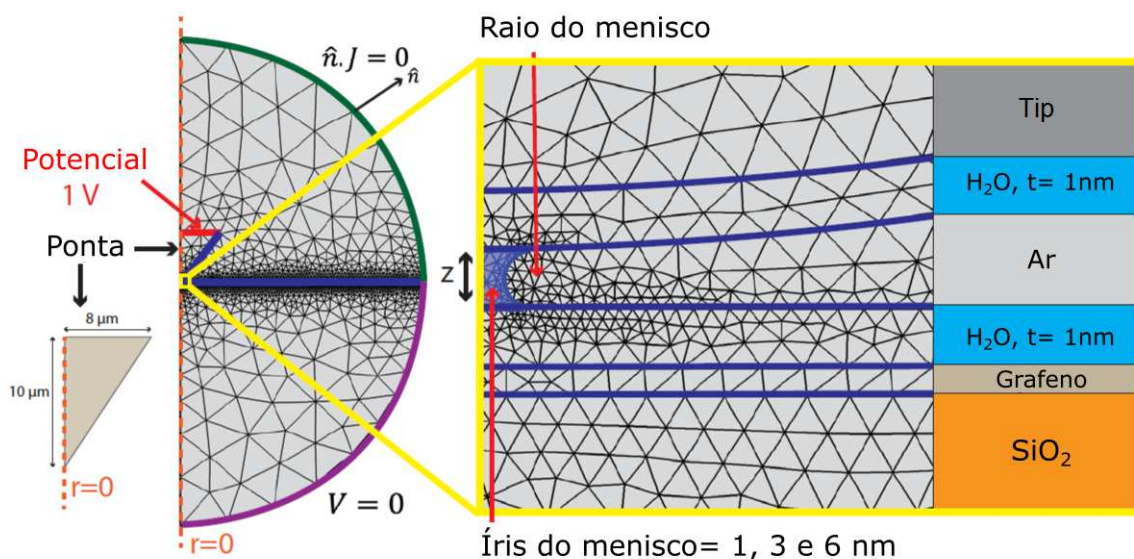 Raio do menisco
n̂.J = 0
n̂
Potencial
1 V
Ponta
8 µm
10 µm
r=0
r=0
V = 0
z
Tip
H₂O, t= 1nm
Ar
H₂O, t= 1nm
Grafeno
SiO₂
Íris do menisco= 1, 3 e 6 nm